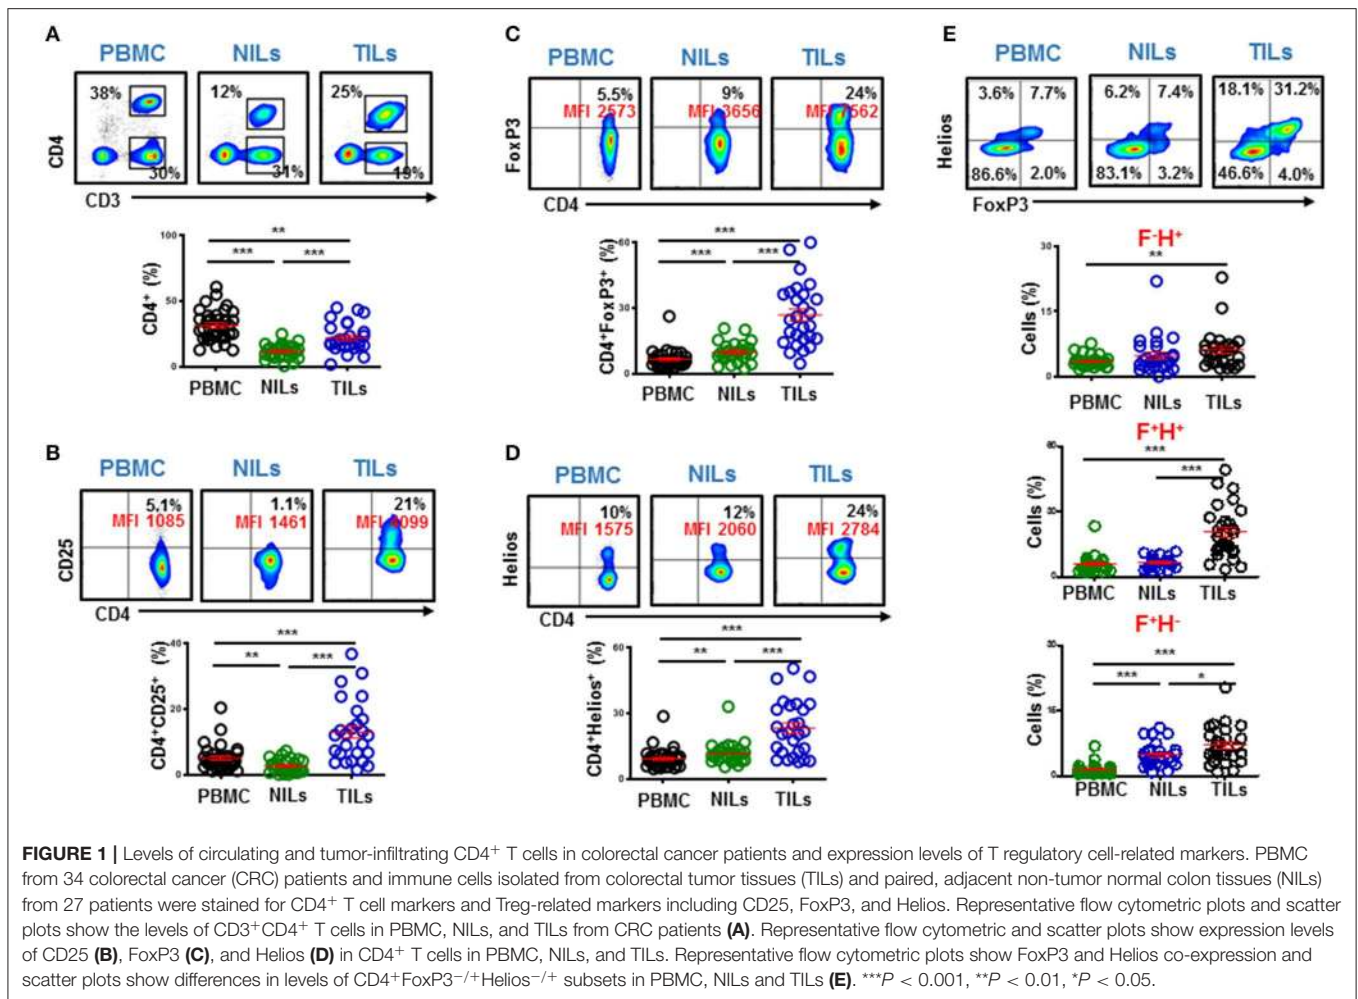 A
PBMC NILs TILs
38% 12% 25%
30% 31% 19%
CD4
CD3
** 
*** ***
100
50
0
CD4+ (%)
PBMC NILs TILs
B
PBMC NILs TILs
5.1% 1.1% 21%
MFI 1085 MFI 1461 MFI
CD25
CD4
***
** ***
40
20
0
CD4+CD25+ (%)
PBMC NILs TILs
C
PBMC NILs TILs
5.5% 9% 24%
MFI 2573 MFI 3656 MFI 7562
FoxP3
CD4
***
*** ***
60
30
0
CD4+FoxP3+ (%)
PBMC NILs TILs
D
PBMC NILs TILs
10% 12% 24%
MFI 1575 MFI 2060 MFI 2784
Helios
CD4
***
** ***
60
30
0
CD4+Helios+ (%)
PBMC NILs TILs
E
PBMC NILs TILs
3.6% 7.7% 6.2% 7.4% 18.1% 31.2%
86.6% 2.0% 83.1% 3.2% 46.6% 4.0%
Helios
FoxP3
F-H+
**
30
15
0
Cells (%)
PBMC NILs TILs
F+H+
***
***
0
Cells (%)
PBMC NILs TILs
F+H-
***
*** *
0
Cells (%)
PBMC NILs TILs
FIGURE 1 | Levels of circulating and tumor-infiltrating CD4+ T cells in colorectal cancer patients and expression levels of T regulatory cell-related markers. PBMC
from 34 colorectal cancer (CRC) patients and immune cells isolated from colorectal tumor tissues (TILs) and paired, adjacent non-tumor normal colon tissues (NILs)
from 27 patients were stained for CD4+ T cell markers and Treg-related markers including CD25, FoxP3, and Helios. Representative flow cytometric plots and scatter
plots show the levels of CD3+CD4+ T cells in PBMC, NILs, and TILs from CRC patients (A). Representative flow cytometric and scatter plots show expression levels
of CD25 (B), FoxP3 (C), and Helios (D) in CD4+ T cells in PBMC, NILs, and TILs. Representative flow cytometric plots show FoxP3 and Helios co-expression and
scatter plots show differences in levels of CD4+FoxP3−/+Helios−/+ subsets in PBMC, NILs and TILs (E). ***P < 0.001, **P < 0.01, *P < 0.05.